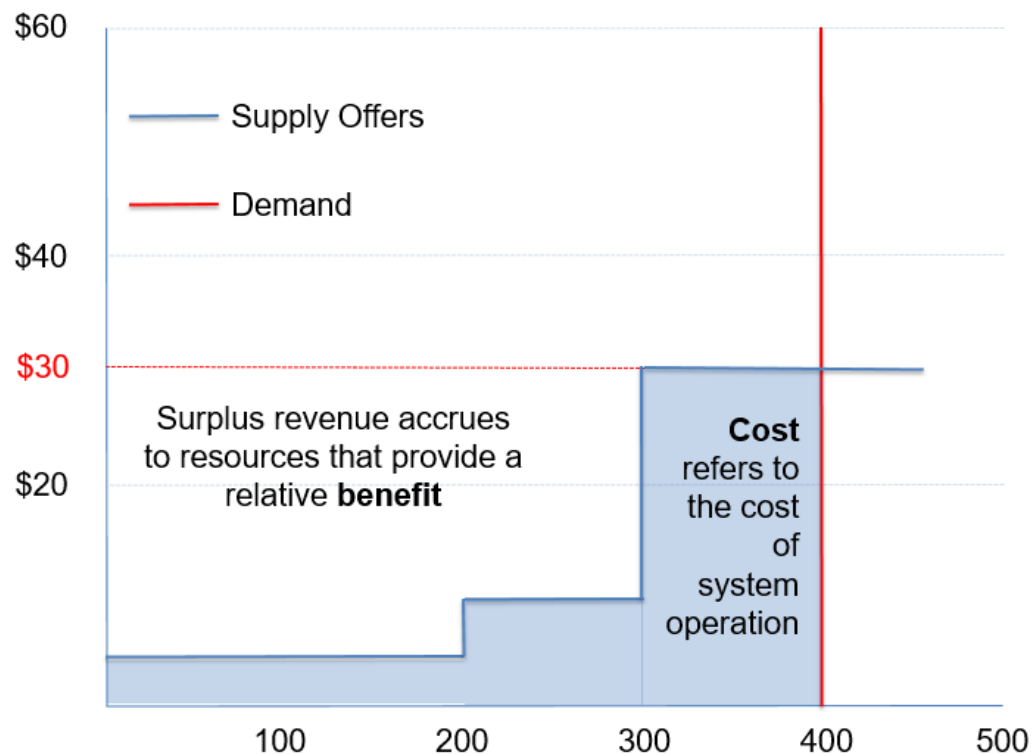 $60
Supply Offers
Demand
$40
$30
Surplus revenue accrues
to resources that provide a
relative benefit
$20
Cost
refers to
the cost
of
system
operation
100 200 300 400 500